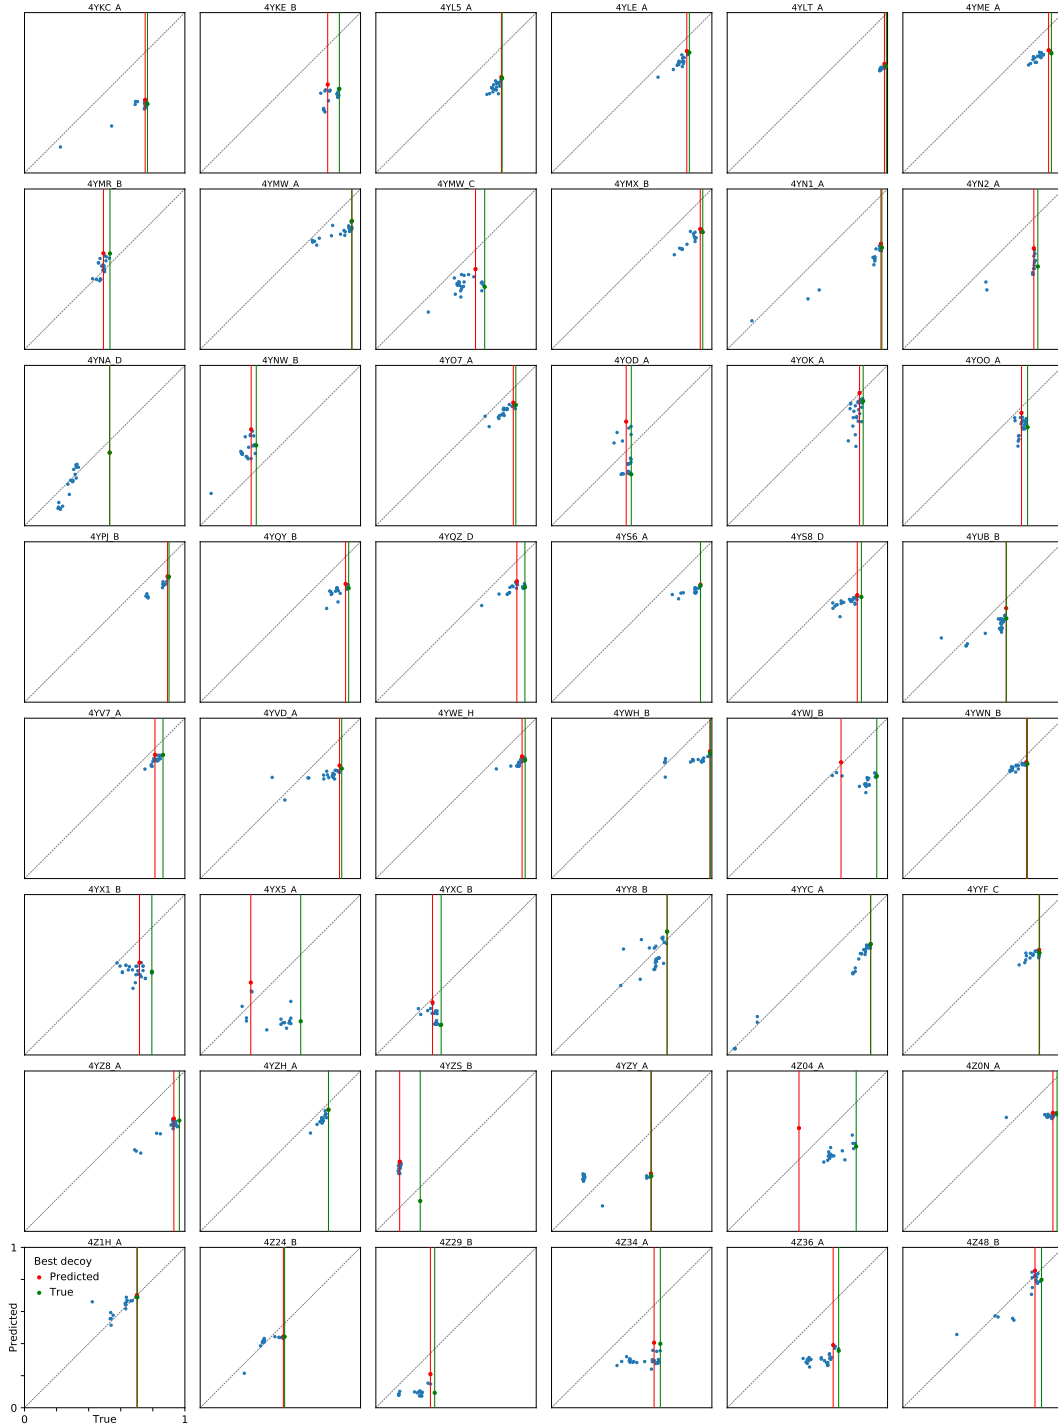 4YKC_A 4YKE_B 4YL5_A 4YLE_A 4YLT_A 4YME_A
4YMR_B 4YMW_A 4YMW_C 4YMX_B 4YN1_A 4YN2_A
4YNA_D 4YNW_B 4YO7_A 4YOD_A 4YOK_A 4YOO_A
4YPJ_B 4YQY_B 4YQZ_D 4YS6_A 4YS8_D 4YUB_B
4YV7_A 4YVD_A 4YWE_H 4YWH_B 4YWJ_B 4YWN_B
4YX1_B 4YX5_A 4YXC_B 4YY8_B 4YYC_A 4YYF_C
4YZ8_A 4YZH_A 4YZS_B 4YZY_A 4Z04_A 4Z0N_A
4Z1H_A 4Z24_B 4Z29_B 4Z34_A 4Z36_A 4Z48_B
1
Best decoy
Predicted
True
Predicted
0
0 True 1